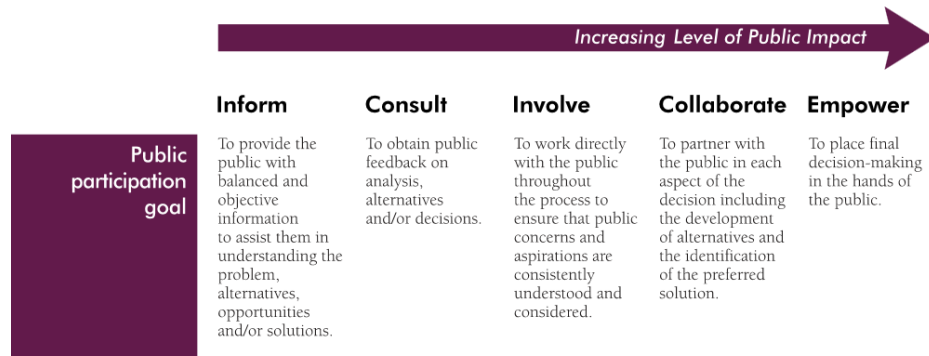 Increasing Level of Public Impact
Inform
Consult
Involve
Collaborate
Empower
Public
participation
goal
To provide the
public with
balanced and
objective
information
to assist them in
understanding the
problem,
alternatives,
opportunities
and/or solutions.
To obtain public
feedback on
analysis,
alternatives
and/or decisions.
To work directly
with the public
throughout
the process to
ensure that public
concerns and
aspirations are
consistently
understood and
considered.
To partner with
the public in each
aspect of the
decision including
the development
of alternatives and
the identification
of the preferred
solution.
To place final
decision-making
in the hands of
the public.